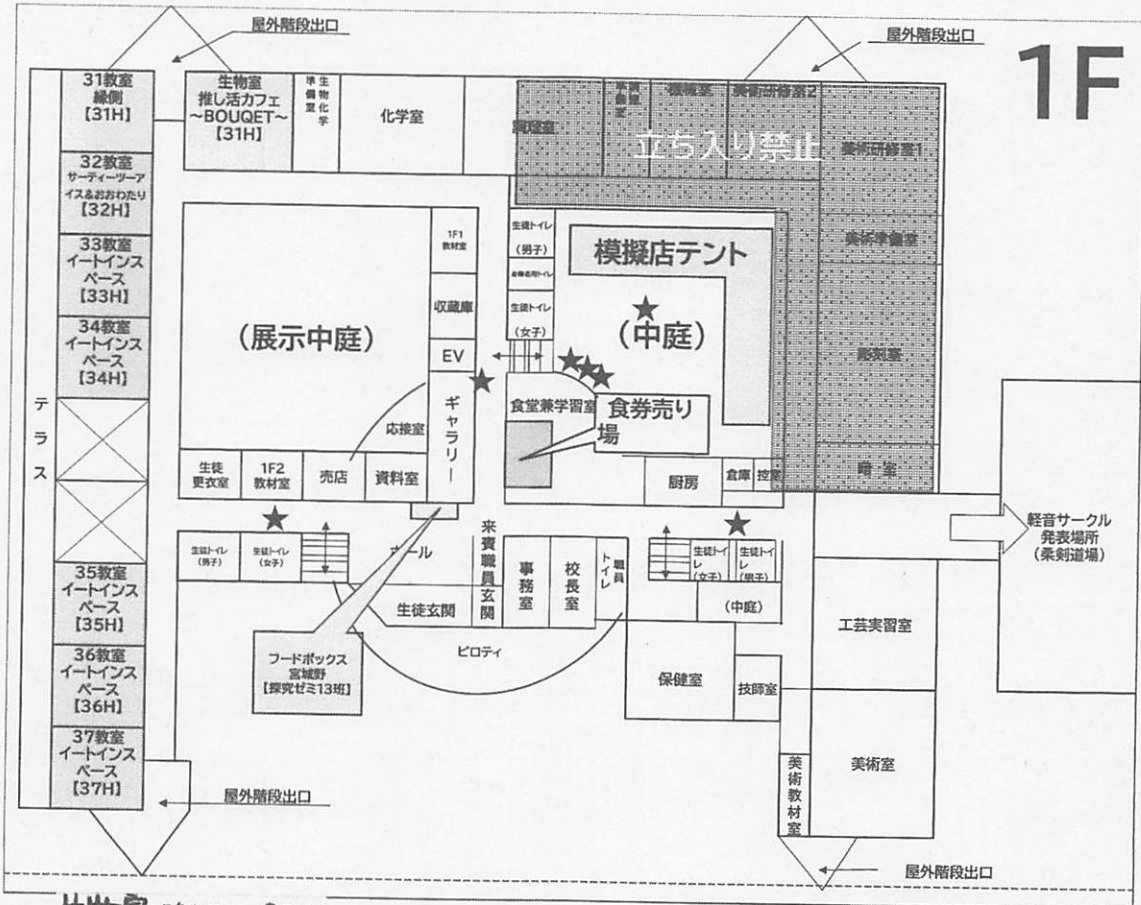 1F
屋外階段出口
屋外階段出口
31教室
縁側
[31H]
32教室
サーティーツーア
イス&おおわたり
[32H]
33教室
イートインス
ペース
[33H]
34教室
イートインス
ペース
[34H]
テラス
35教室
イートインス
ペース
[35H]
36教室
イートインス
ペース
[36H]
37教室
イートインス
ペース
[37H]
生物室
推し活カフェ
~BOUQET~
[31H]
生物化学
準備室
化学室
調理室
機械室
美術研修室2
立ち入り禁止
美術研修室1
美術準備室
彫刻室
暗室
(展示中庭)
1F1
教材室
収蔵庫
EV
ギャラリー
応接室
生徒
更衣室
1F2
教材室
売店
資料室
生徒トイレ
(男子)
生徒トイレ
(女子)
模擬店テント
(中庭)
食堂兼学習室
食券売り
場
厨房
倉庫
控室
生徒トイレ
(男子)
生徒トイレ
(女子)
ホール
来賓職員玄関
事務室
校長室
職員
トイレ
生徒トイ
レ
(女子)
生徒トイ
レ
(男子)
(中庭)
生徒玄関
ピロティ
フードボックス
宮城野
【探究ゼミ13班】
保健室
技師室
工芸実習室
美術室
美術教材室
軽音サークル
発表場所
(柔剣道場)
屋外階段出口
屋外階段出口